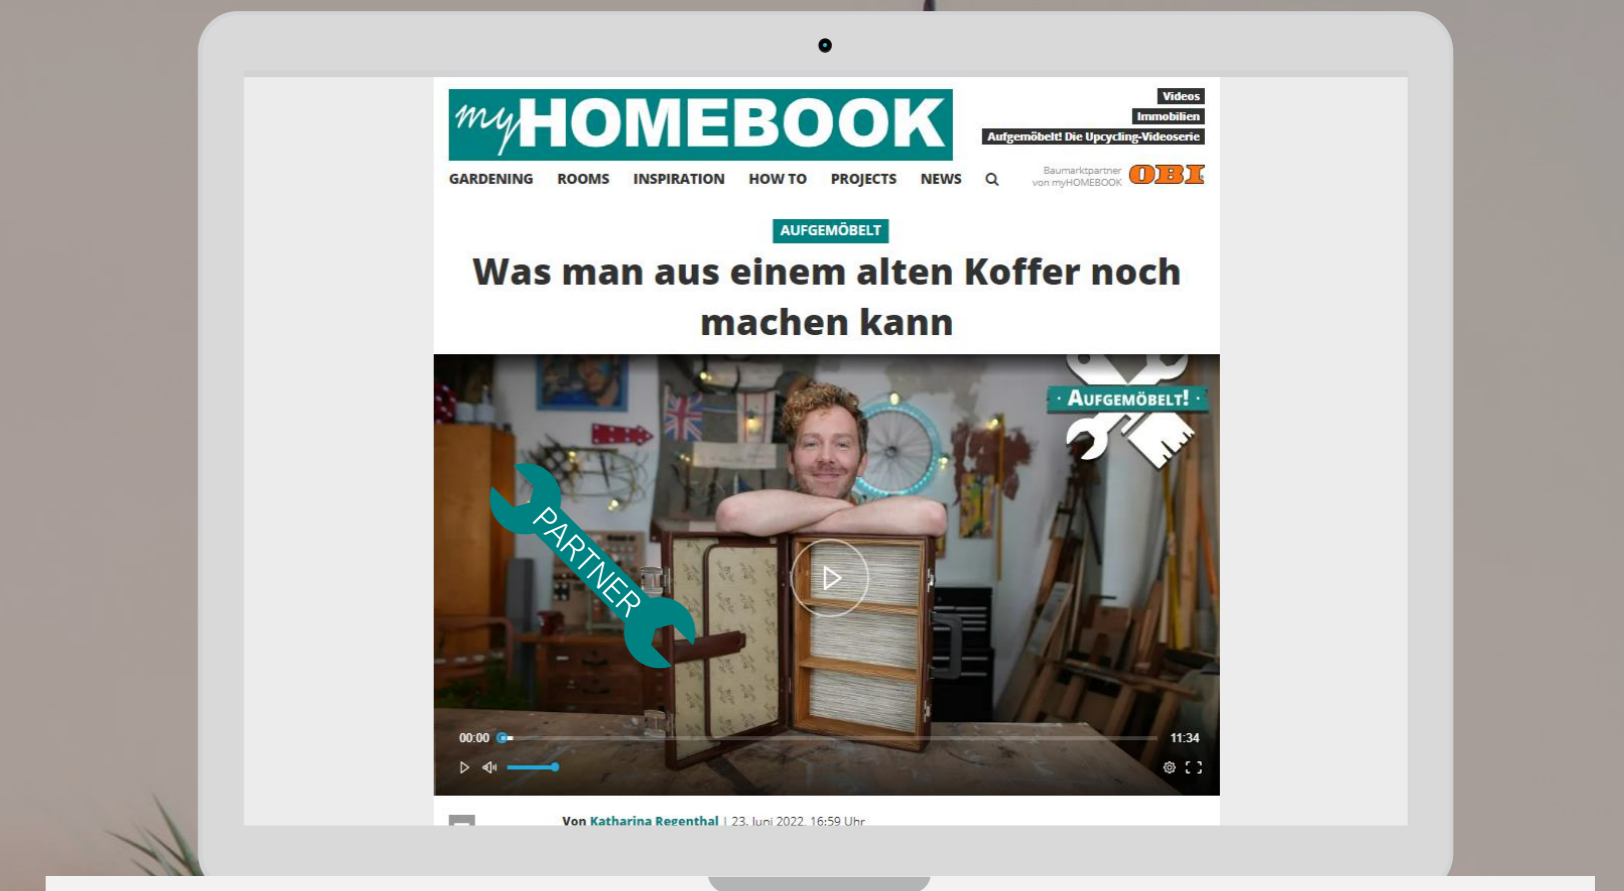 myHOMEBOOK
Videos
Immobilien
Aufgemöbelt! Die Upcycling-Videoserie
GARDENING ROOMS INSPIRATION HOW TO PROJECTS NEWS
Baumarktpartner
von myHOMEBOOK
OBI
AUFGEMÖBELT
Was man aus einem alten Koffer noch
machen kann
· AUFGEMÖBELT! ·
PARTNER
00:00
11:34
Von Katharina Regenthal | 23. Juni 2022, 16:59 Uhr